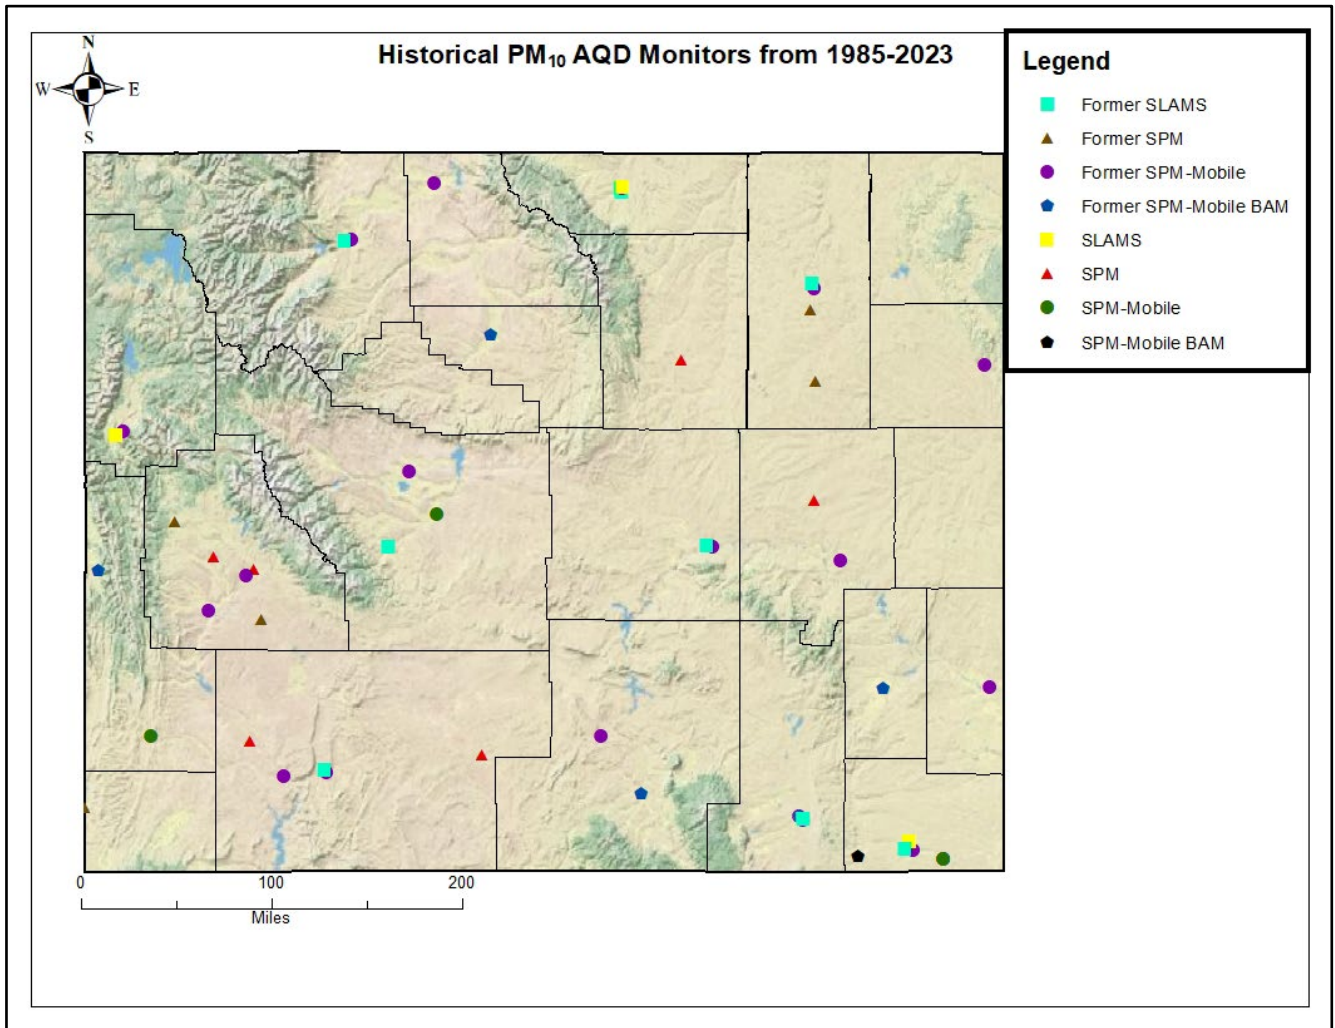 Historical PM₁₀ AQD Monitors from 1985-2023
N
W E
S
Legend
Former SLAMS
Former SPM
Former SPM-Mobile
Former SPM-Mobile BAM
SLAMS
SPM
SPM-Mobile
SPM-Mobile BAM
0 100 200
Miles